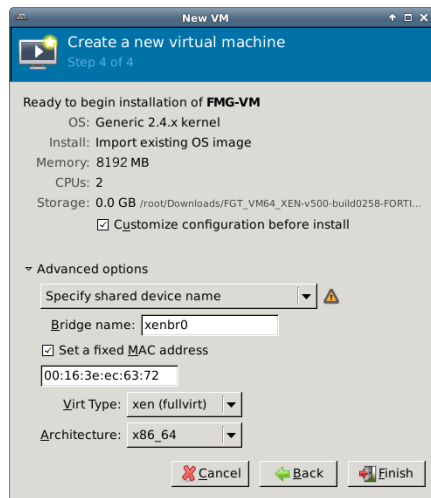 New VM
Create a new virtual machine
Step 4 of 4
Ready to begin installation of FMG-VM
OS: Generic 2.4.x kernel
Install: Import existing OS image
Memory: 8192 MB
CPUs: 2
Storage: 0.0 GB /root/Downloads/FGT_VM64_XEN-v500-build0258-FORTI...
Customize configuration before install
Advanced options
Specify shared device name
Bridge name: xenbr0
Set a fixed MAC address
00:16:3e:ec:63:72
Virt Type: xen (fullvirt)
Architecture: x86_64
Cancel Back Finish